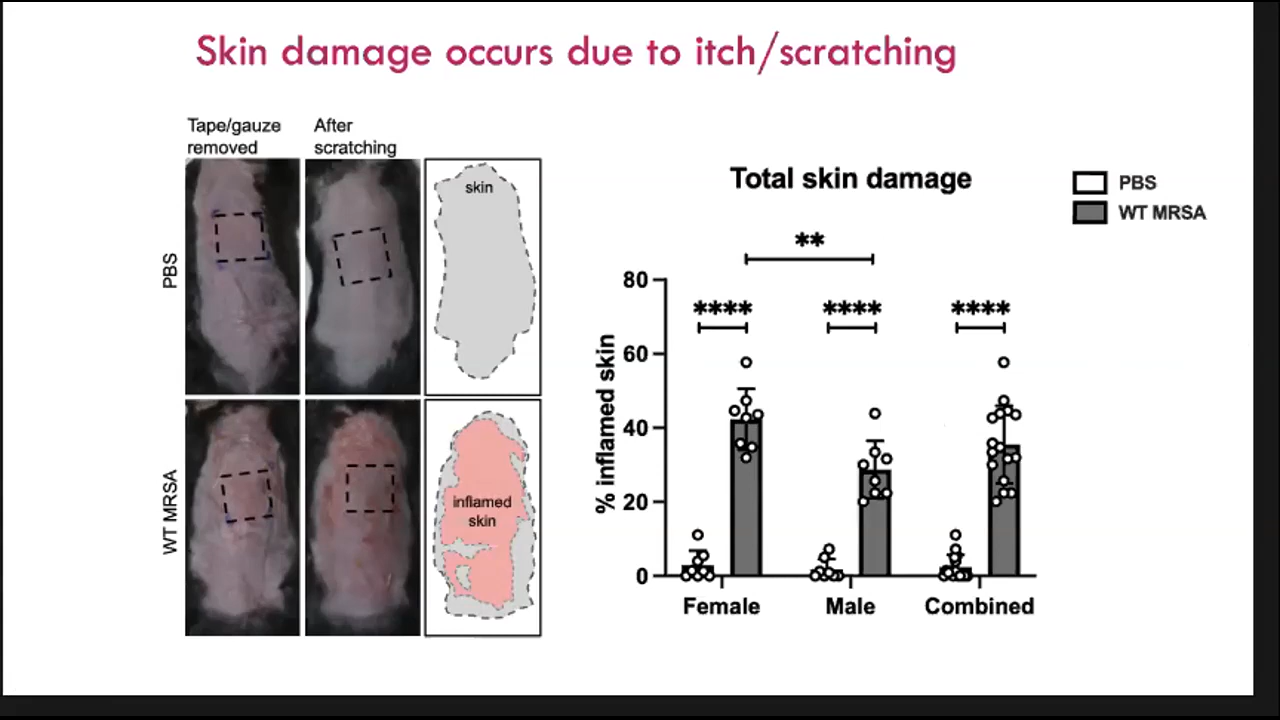 Skin damage occurs due to itch/scratching
Tape/gauze
removed
After
scratching
PBS
WT MRSA
skin
inflamed
skin
Total skin damage
PBS
WT MRSA
**
**** **** ****
% inflamed skin
80
60
40
20
0
Female Male Combined